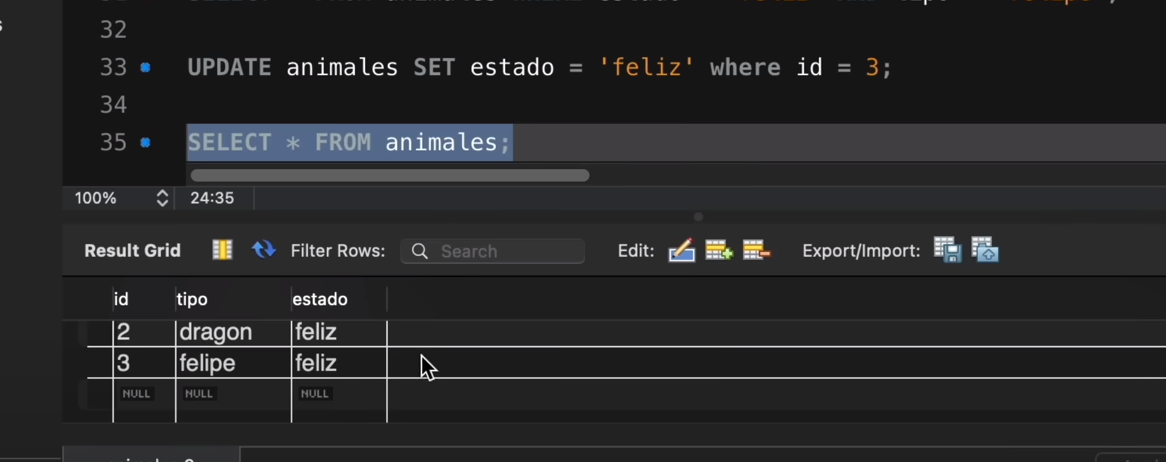 32
33 UPDATE animales SET estado = 'feliz' where id = 3;
34
35 SELECT * FROM animales;
100% 24:35
Result Grid Filter Rows: Search Edit: Export/Import:
id tipo estado
2 dragon feliz
3 felipe feliz
NULL NULL NULL